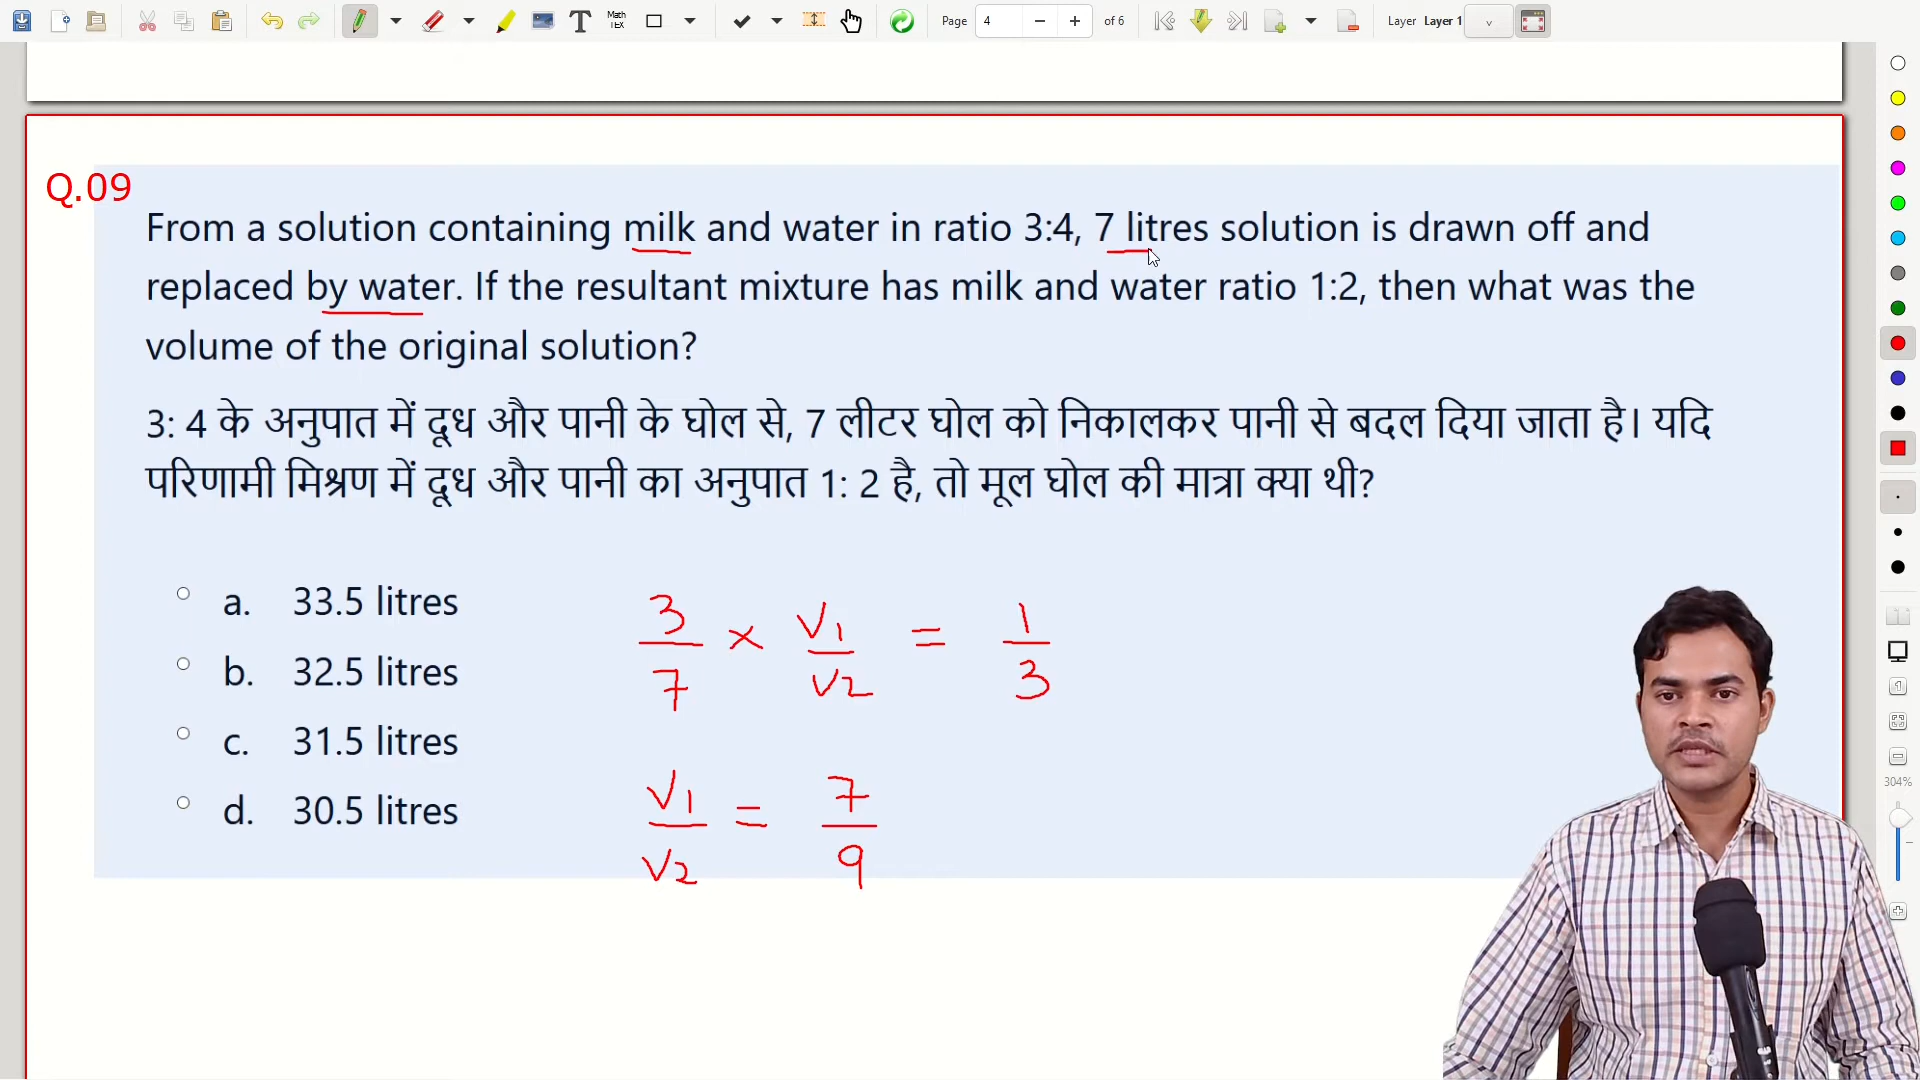 Page 4 of 6 Layer Layer 1
Math
TEX
Q.09
From a solution containing milk and water in ratio 3:4, 7 litres solution is drawn off and
replaced by water. If the resultant mixture has milk and water ratio 1:2, then what was the
volume of the original solution?
3: 4 के अनुपात में दूध और पानी के घोल से, 7 लीटर घोल को निकालकर पानी से बदल दिया जाता है। यदि
परिणामी मिश्रण में दूध और पानी का अनुपात 1: 2 है, तो मूल घोल की मात्रा क्या थी?
a. 33.5 litres
b. 32.5 litres
c. 31.5 litres
d. 30.5 litres
3/7 × V1/V2 = 1/3
V1/V2 = 7/9
304%